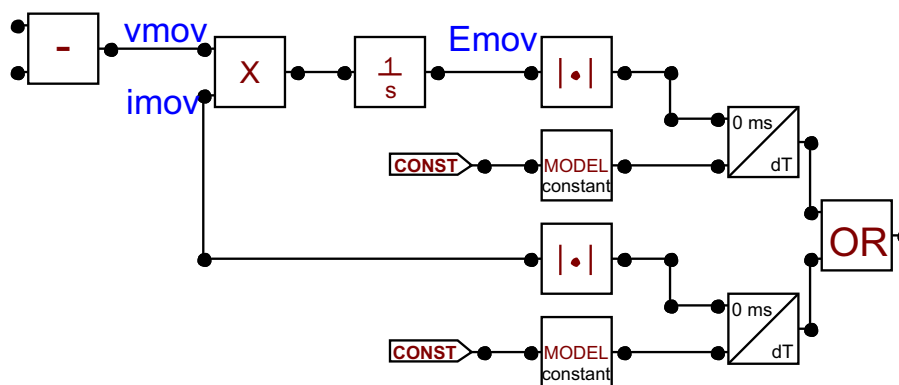 -
vmov
imov
X
1
s
Emov
|•|
0 ms
dT
CONST
MODEL
constant
|•|
OR
0 ms
dT
CONST
MODEL
constant